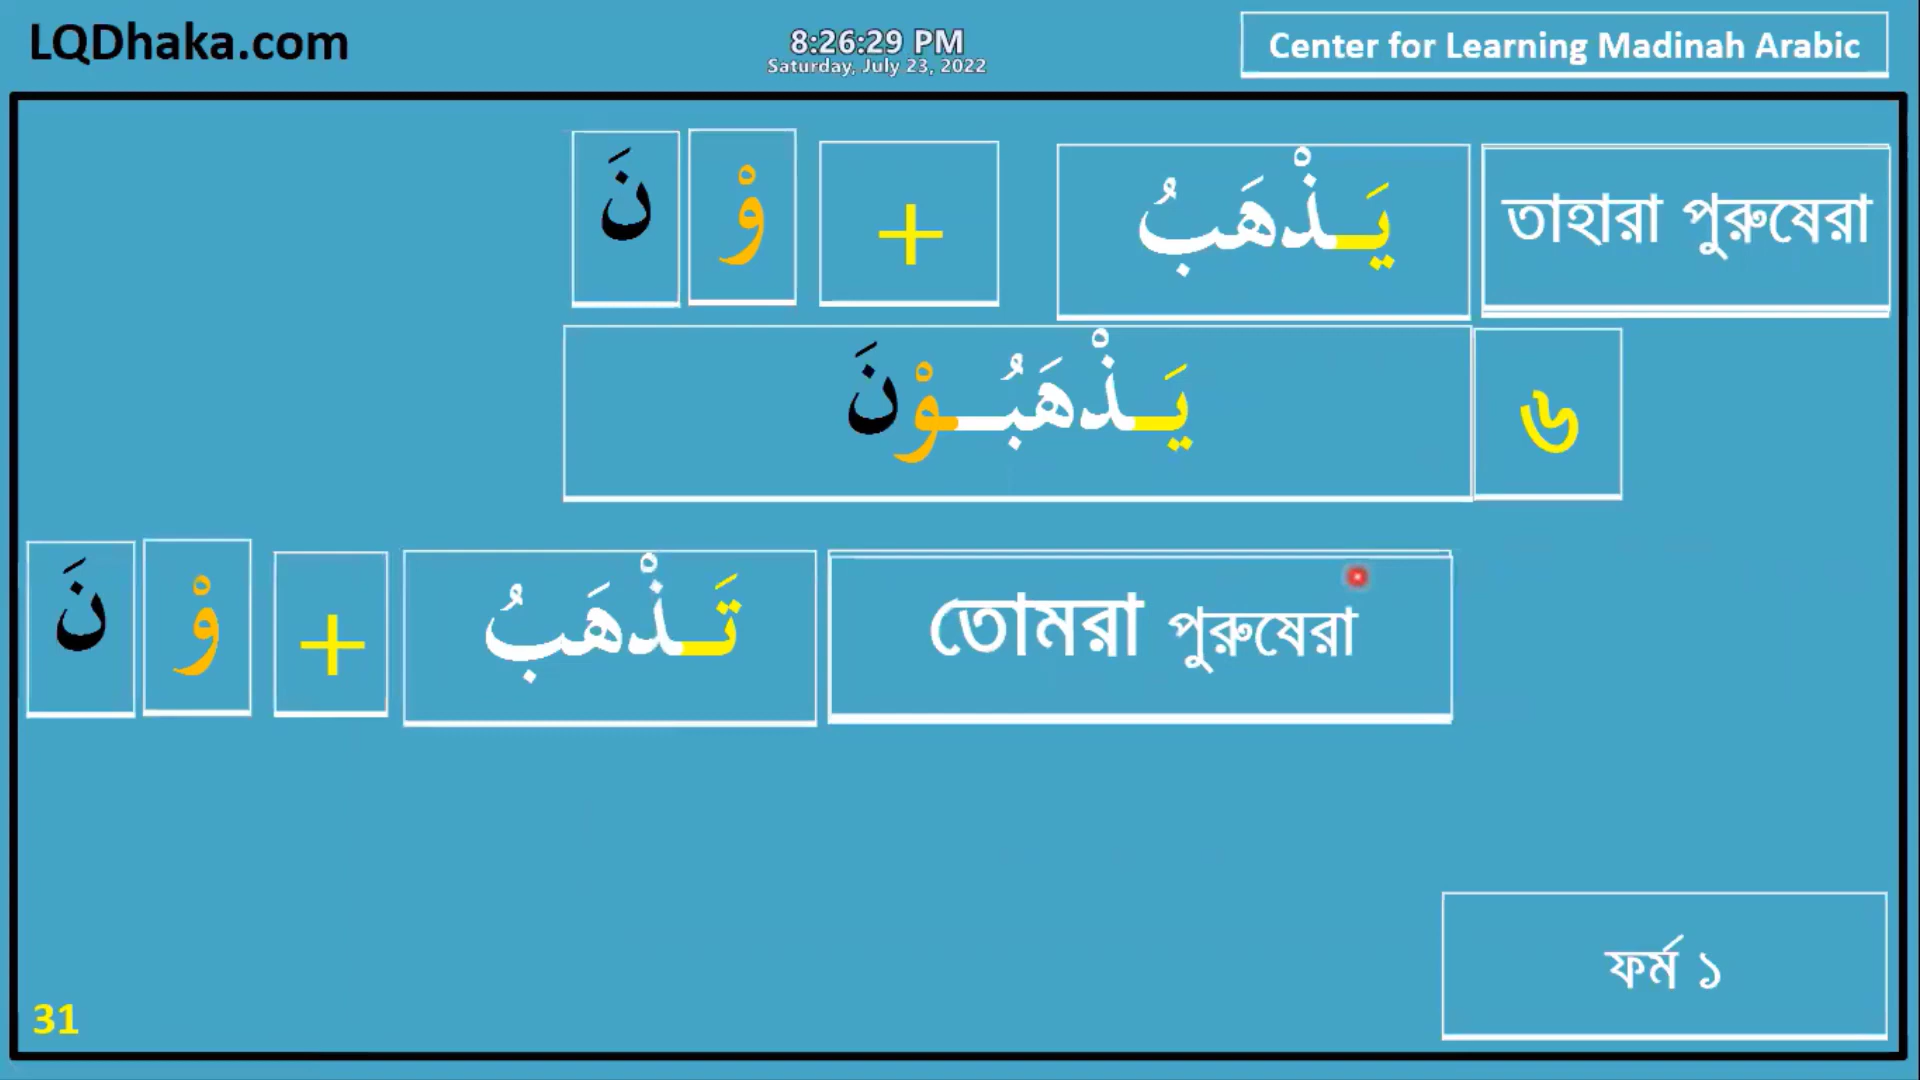 LQDhaka.com
8:26:29 PM
Saturday, July 23, 2022
Center for Learning Madinah Arabic
তাহারা পুরুষেরা يَـذْهَبُ + وْ نَ
৬ يَـذْهَبُـوْنَ
তোমরা পুরুষেরা تَـذْهَبُ + وْ نَ
ফর্ম ১
31